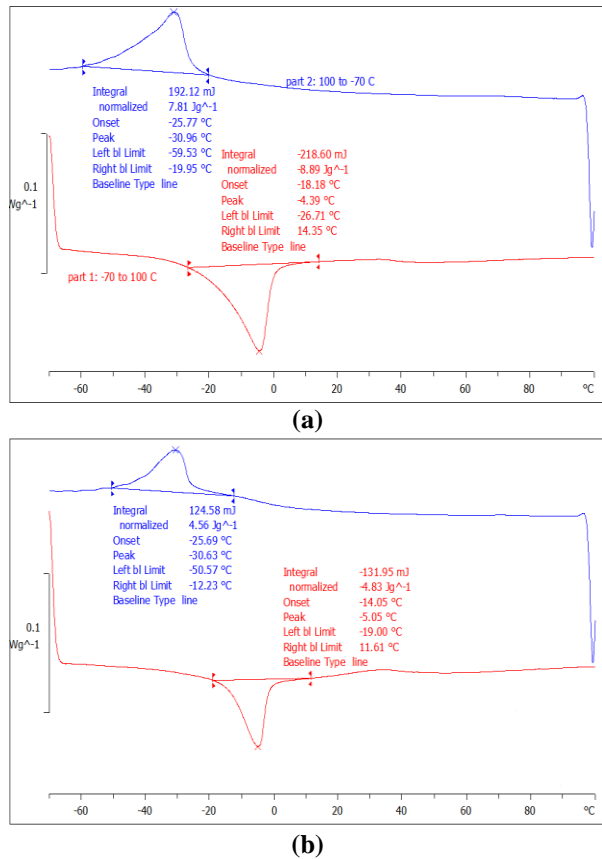 part 2: 100 to -70 C
Integral 192.12 mJ
normalized 7.81 Jg^-1
Onset -25.77 °C
Peak -30.96 °C
Left bl Limit -59.53 °C
Right bl Limit -19.95 °C
Baseline Type line
Integral -218.60 mJ
normalized -8.89 Jg^-1
Onset -18.18 °C
Peak -4.39 °C
Left bl Limit -26.71 °C
Right bl Limit 14.35 °C
Baseline Type line
0.1
Wg^-1
part 1: -70 to 100 C
-60 -40 -20 0 20 40 60 80 °C
(a)
Integral 124.58 mJ
normalized 4.56 Jg^-1
Onset -25.69 °C
Peak -30.63 °C
Left bl Limit -50.57 °C
Right bl Limit -12.23 °C
Baseline Type line
Integral -131.95 mJ
normalized -4.83 Jg^-1
Onset -14.05 °C
Peak -5.05 °C
Left bl Limit -19.00 °C
Right bl Limit 11.61 °C
Baseline Type line
0.1
Wg^-1
-60 -40 -20 0 20 40 60 80 °C
(b)